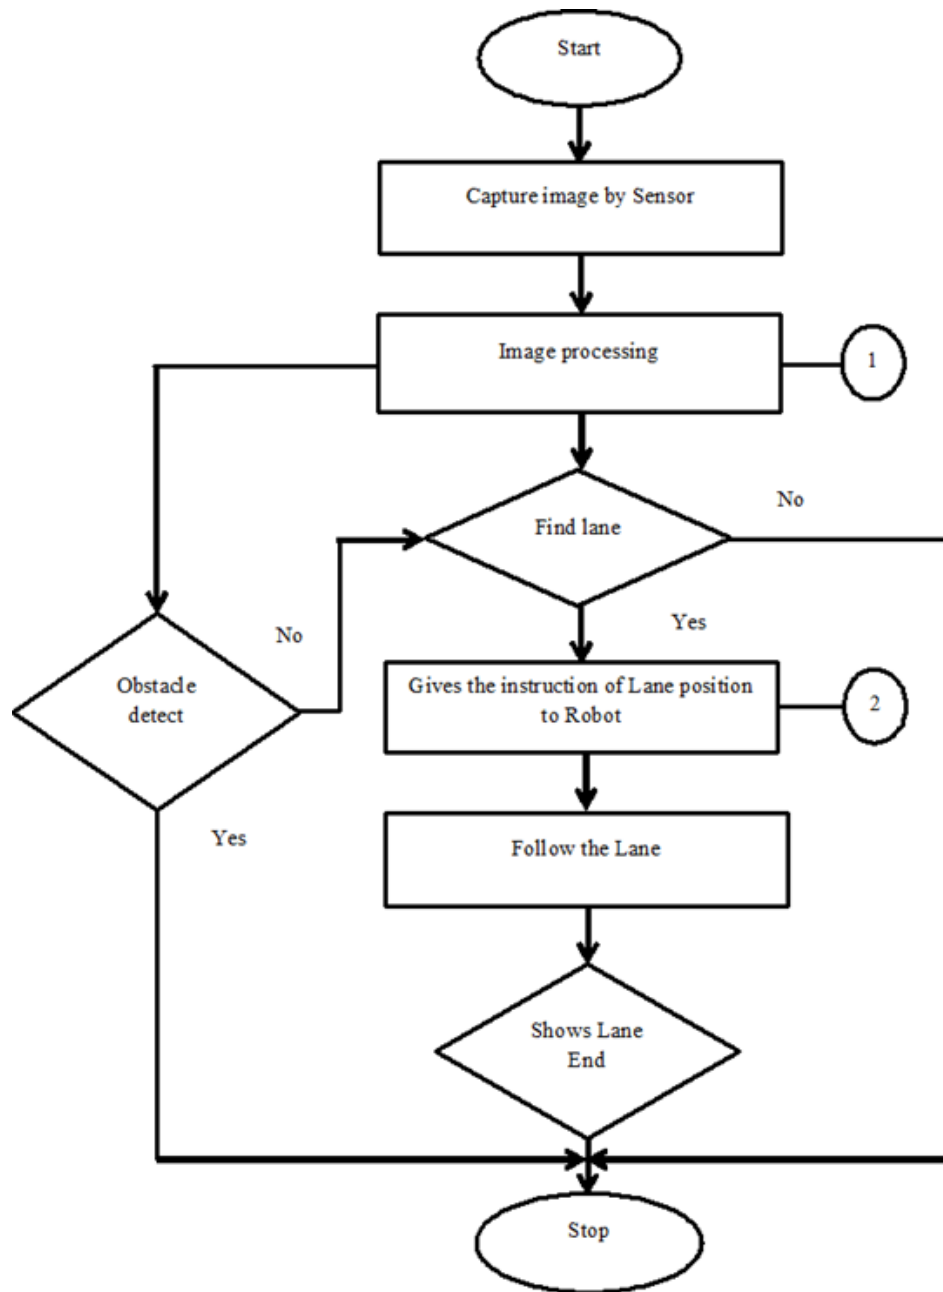 Start
Capture image by Sensor
Image processing
1
No
Find lane
Yes
No
Obstacle
detect
Gives the instruction of Lane position
to Robot
2
Yes
Follow the Lane
Shows Lane
End
Stop